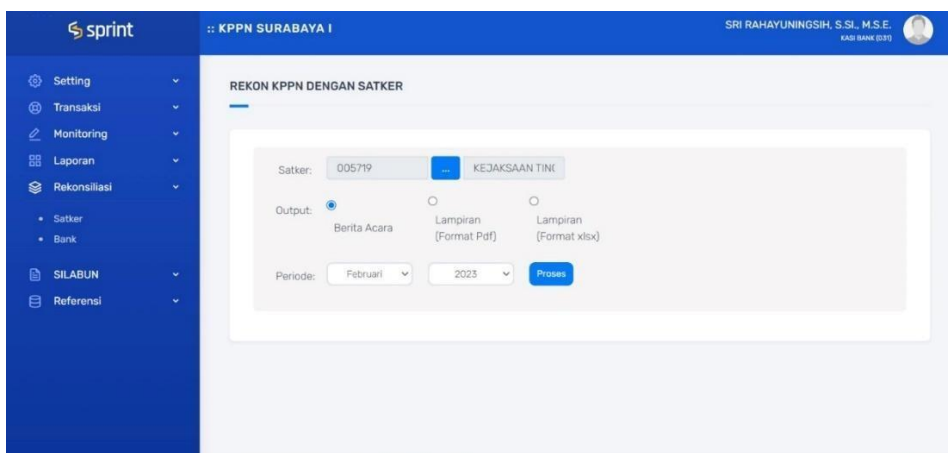 sprint
:: KPPN SURABAYA I
SRI RAHAYUNINGSIH, S.SI., M.S.E.
KASI BANK (031)
Setting
Transaksi
Monitoring
Laporan
Rekonsiliasi
Satker
Bank
SILABUN
Referensi
REKON KPPN DENGAN SATKER
Satker: 005719 ... KEJAKSAAN TING
Output:
Berita Acara
Lampiran
(Format Pdf)
Lampiran
(Format xlsx)
Periode: Februari 2023 Proses